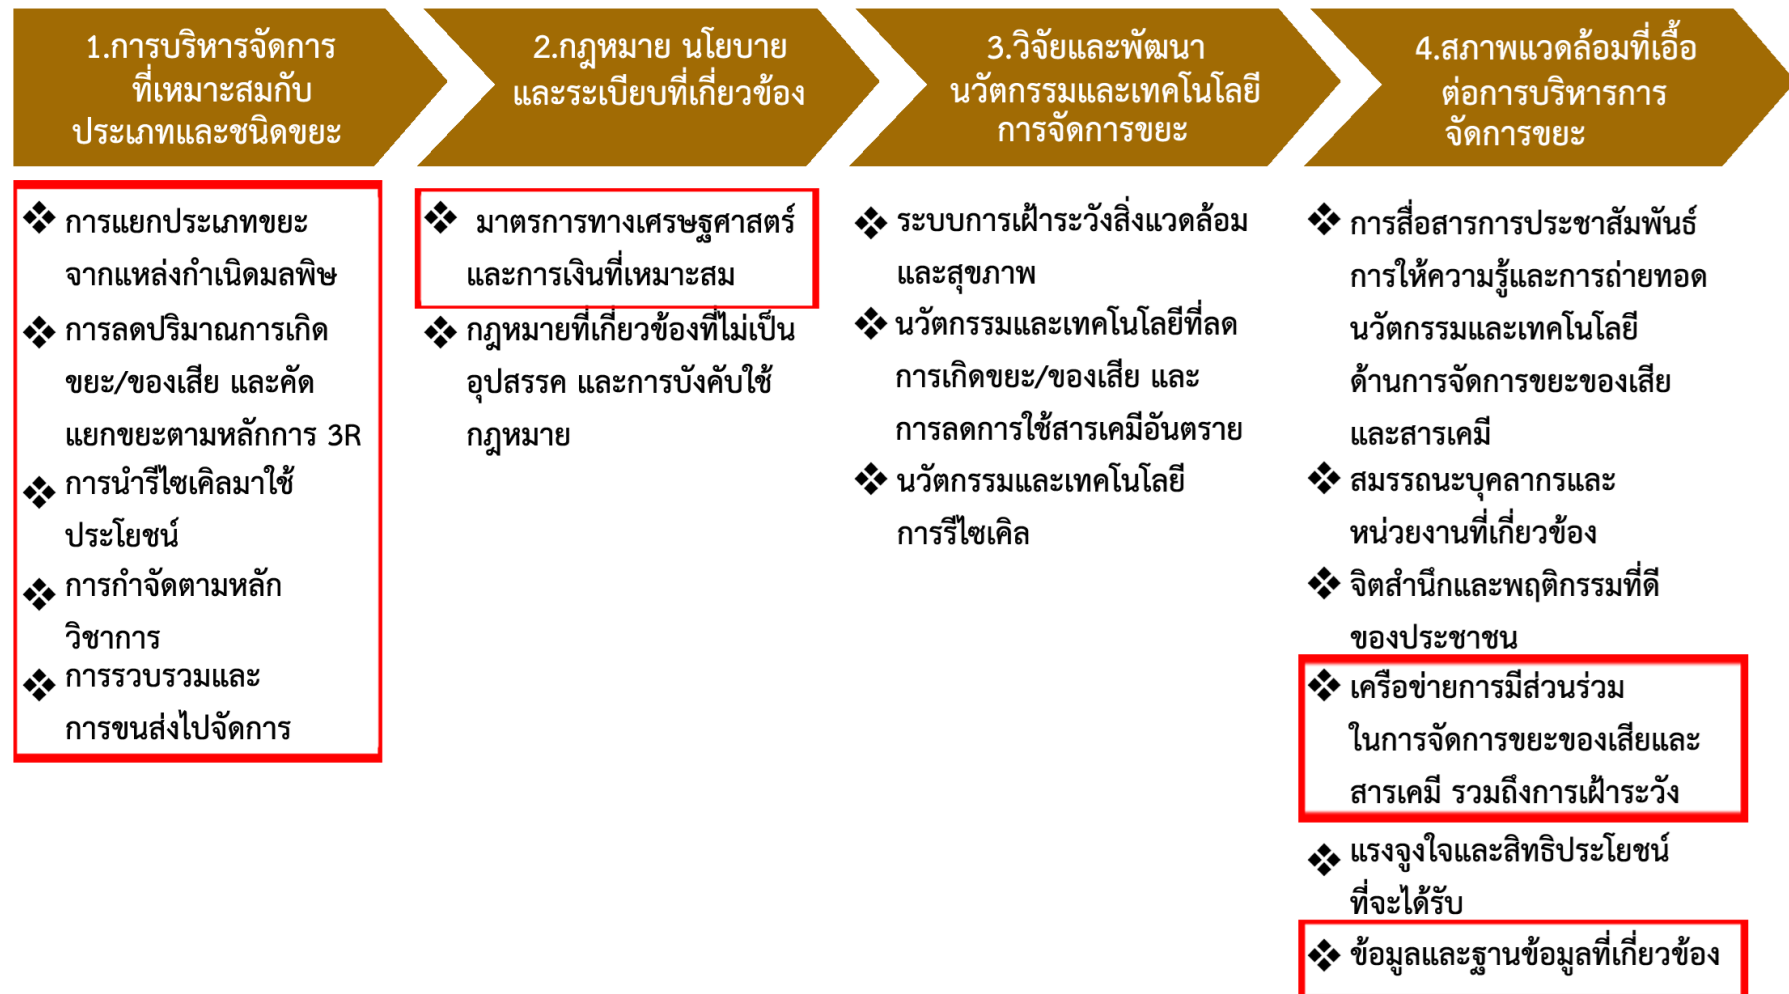 1.การบริหารจัดการ
ที่เหมาะสมกับ
ประเภทและชนิดขยะ
2.กฎหมาย นโยบาย
และระเบียบที่เกี่ยวข้อง
3.วิจัยและพัฒนา
นวัตกรรมและเทคโนโลยี
การจัดการขยะ
4.สภาพแวดล้อมที่เอื้อ
ต่อการบริหารการ
จัดการขยะ
❖ การแยกประเภทขยะ
จากแหล่งกำเนิดมลพิษ
❖ การลดปริมาณการเกิด
ขยะ/ของเสีย และคัด
แยกขยะตามหลักการ 3R
❖ การนำรีไซเคิลมาใช้
ประโยชน์
❖ การกำจัดตามหลัก
วิชาการ
❖ การรวบรวมและ
การขนส่งไปจัดการ
❖ มาตรการทางเศรษฐศาสตร์
และการเงินที่เหมาะสม
❖ กฎหมายที่เกี่ยวข้องที่ไม่เป็น
อุปสรรค และการบังคับใช้
กฎหมาย
❖ ระบบการเฝ้าระวังสิ่งแวดล้อม
และสุขภาพ
❖ นวัตกรรมและเทคโนโลยีที่ลด
การเกิดขยะ/ของเสีย และ
การลดการใช้สารเคมีอันตราย
❖ นวัตกรรมและเทคโนโลยี
การรีไซเคิล
❖ การสื่อสารการประชาสัมพันธ์
การให้ความรู้และการถ่ายทอด
นวัตกรรมและเทคโนโลยี
ด้านการจัดการขยะของเสีย
และสารเคมี
❖ สมรรถนะบุคลากรและ
หน่วยงานที่เกี่ยวข้อง
❖ จิตสำนึกและพฤติกรรมที่ดี
ของประชาชน
❖ เครือข่ายการมีส่วนร่วม
ในการจัดการขยะของเสียและ
สารเคมี รวมถึงการเฝ้าระวัง
❖ แรงจูงใจและสิทธิประโยชน์
ที่จะได้รับ
❖ ข้อมูลและฐานข้อมูลที่เกี่ยวข้อง